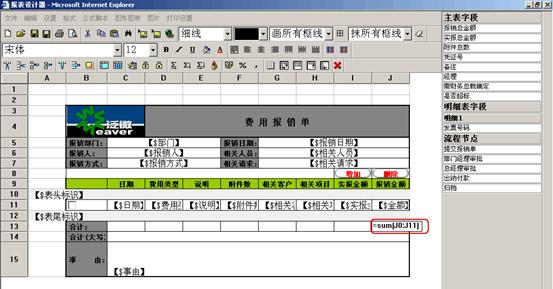 报表设计器 - Microsoft Internet Explorer
文件 编辑 设置 格式 公式脚本 图形图表 图片 打印设置
细线 画所有框线 抹所有框线
宋体 12 B I U
A B C D E F G H I J
1
2
3
4 泛微 eaver 费用报销单
5 报销部门: 【$部门】 报销日期: 【$报销日期】
6 报销人: 【$报销人】 相关人员: 【$相关人员】
7 报销方式: 【$报销方式】 相关请求: 【$相关请求】
8 增加 删除
9 日期 费用类型 说明 附件数 相关客户 相关项目 实报金额 报销金额
10 【$表头标识】
11 【$日期】 【$费用 【$说明】 【$附件 【$相关 【$相关 【$实报 【$金额】
12 【$表尾标识】
13 合计: =sum(J0:J11)
14 合计(大写
15 事 由: 【$事由】
主表字段
报销总金额
实报总金额
附件总数
凭证号
备注
经理
需财务总裁确定
是否超标
明细表字段
明细1
发票号码
流程节点
提交报销单
部门经理审批
总经理审批
出纳付款
归档